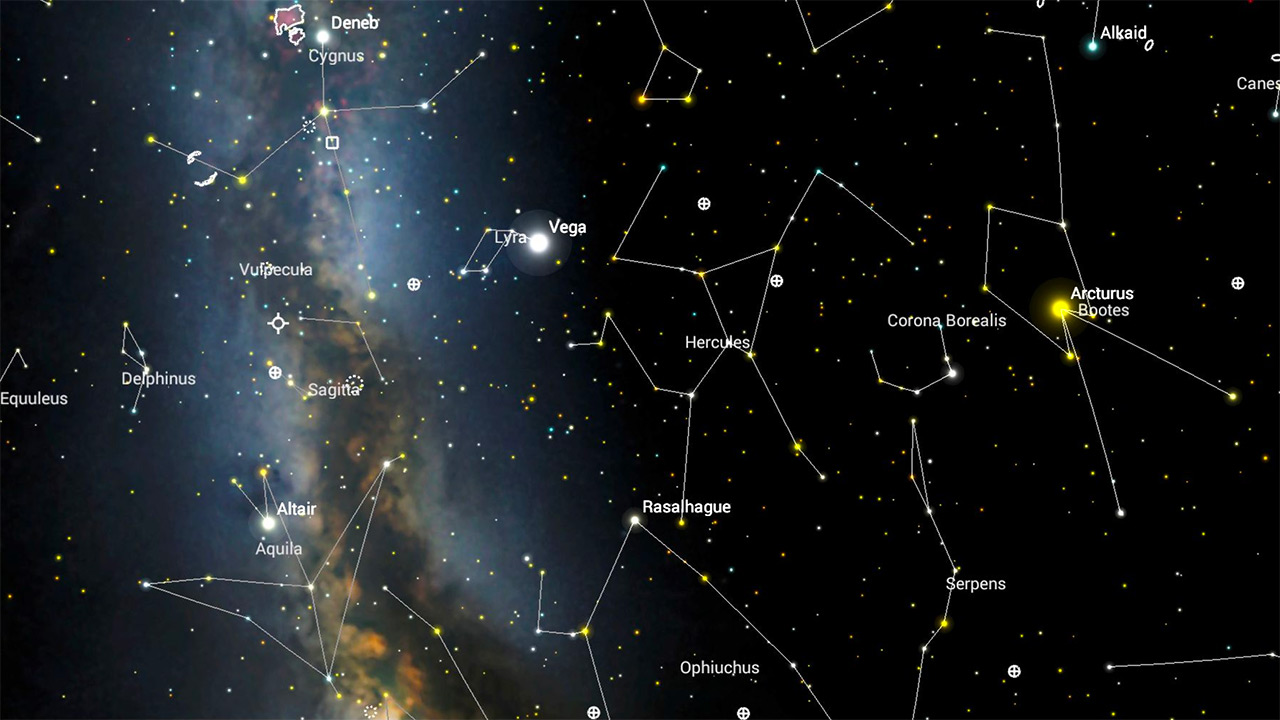 Deneb
Cygnus
Alkaid
Canes
Vega
Lyra
Vulpecula
Arcturus
Bootes
Corona Borealis
Hercules
Delphinus
Sagitta
Equuleus
Altair
Rasalhague
Aquila
Serpens
Ophiuchus